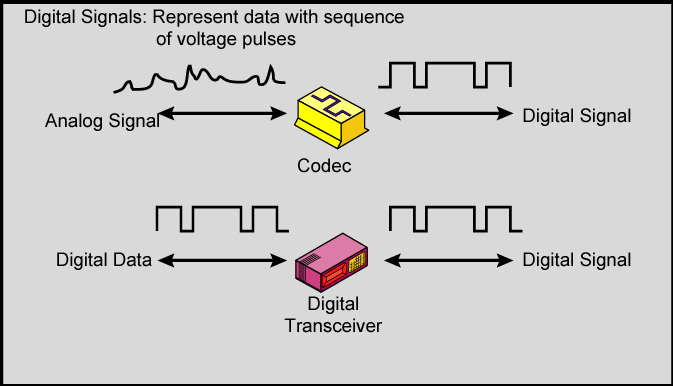 Digital Signals: Represent data with sequence
of voltage pulses
Analog Signal
Digital Signal
Codec
Digital Data
Digital Signal
Digital
Transceiver